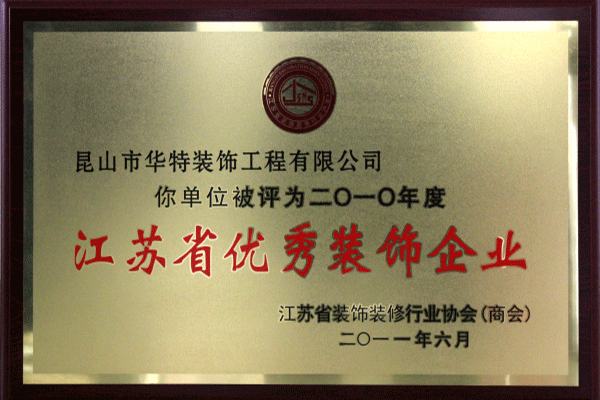 昆山市华特装饰工程有限公司
你单位被评为二〇一〇年度
江苏省优秀装饰企业
江苏省装饰装修行业协会(商会)
二〇一一年六月